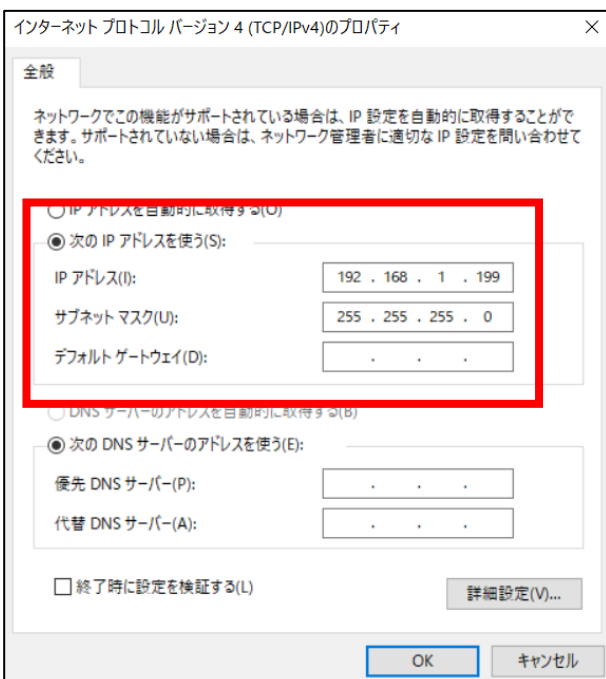 インターネット プロトコル バージョン 4 (TCP/IPv4)のプロパティ
全般
ネットワークでこの機能がサポートされている場合は、IP 設定を自動的に取得することがで
きます。サポートされていない場合は、ネットワーク管理者に適切な IP 設定を問い合わせて
ください。
IP アドレスを自動的に取得する(O)
次の IP アドレスを使う(S):
IP アドレス(I): 192 . 168 . 1 . 199
サブネット マスク(U): 255 . 255 . 255 . 0
デフォルト ゲートウェイ(D): . . .
DNS サーバーのアドレスを自動的に取得する(B)
次の DNS サーバーのアドレスを使う(E):
優先 DNS サーバー(P): . . .
代替 DNS サーバー(A): . . .
終了時に設定を検証する(L)
詳細設定(V)...
OK キャンセル